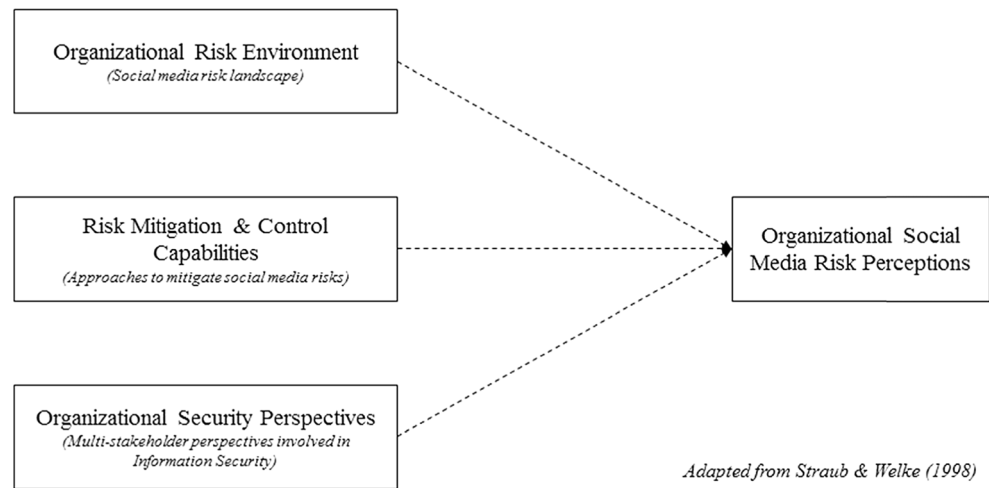 Organizational Risk Environment
(Social media risk landscape)
Risk Mitigation & Control
Capabilities
(Approaches to mitigate social media risks)
Organizational Security Perspectives
(Multi-stakeholder perspectives involved in
Information Security)
Organizational Social
Media Risk Perceptions
Adapted from Straub & Welke (1998)